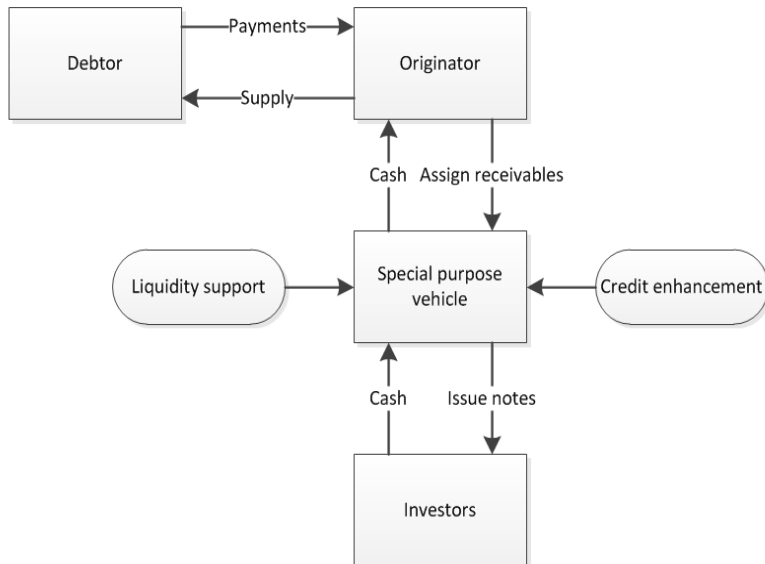 Payments
Debtor
Originator
Supply
Cash
Assign receivables
Liquidity support
Special purpose
vehicle
Credit enhancement
Cash
Issue notes
Investors